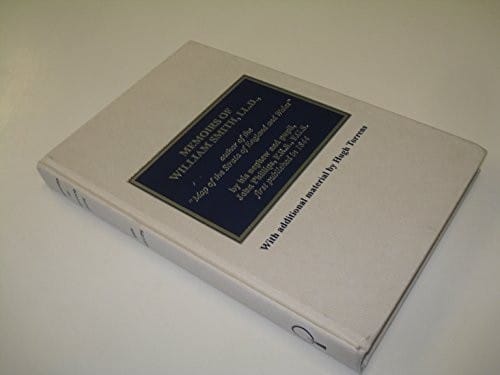 MEMOIRS OF
WILLIAM SMITH, LL.D.,
author of the
"Map of the Strata of England and Wales"
by his nephew and pupil,
John Phillips, F.R.S., F.G.S.,
first published in 1844
With additional material by Hugh Torrens